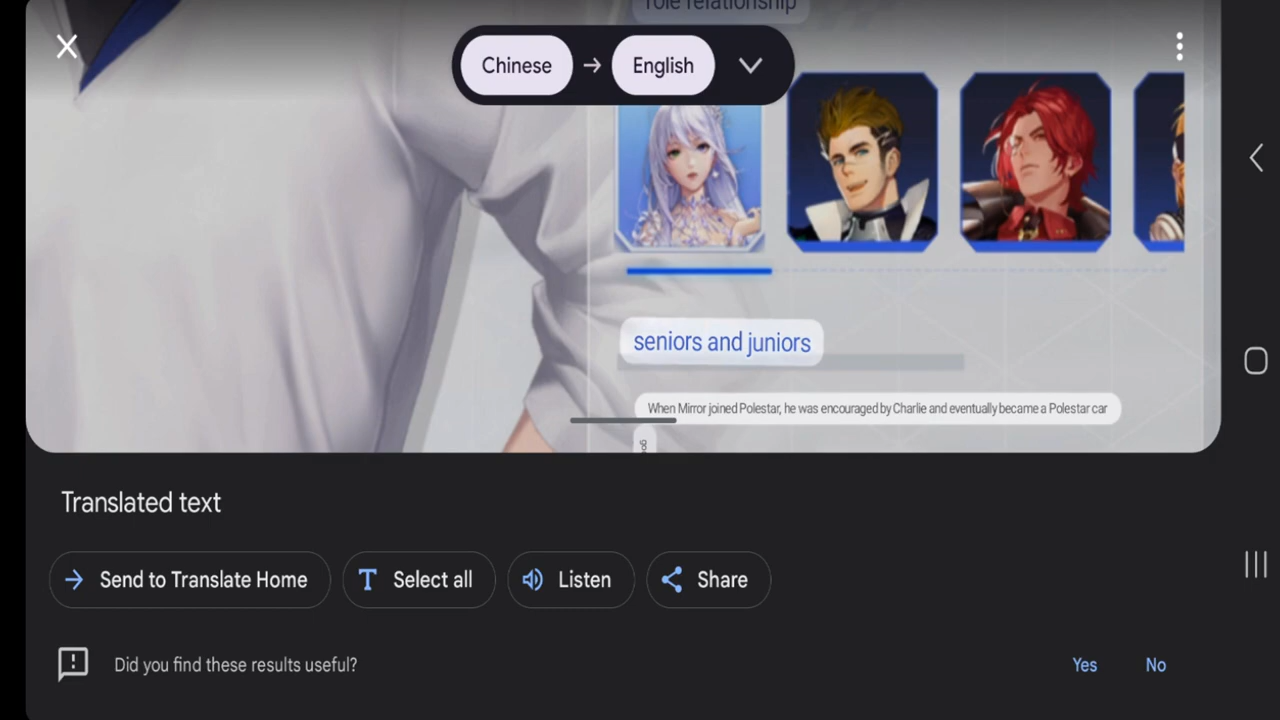 role relationship
Chinese → English
seniors and juniors
When Mirror joined Polestar, he was encouraged by Charlie and eventually became a Polestar car
Translated text
Send to Translate Home
Select all
Listen
Share
Did you find these results useful?
Yes
No